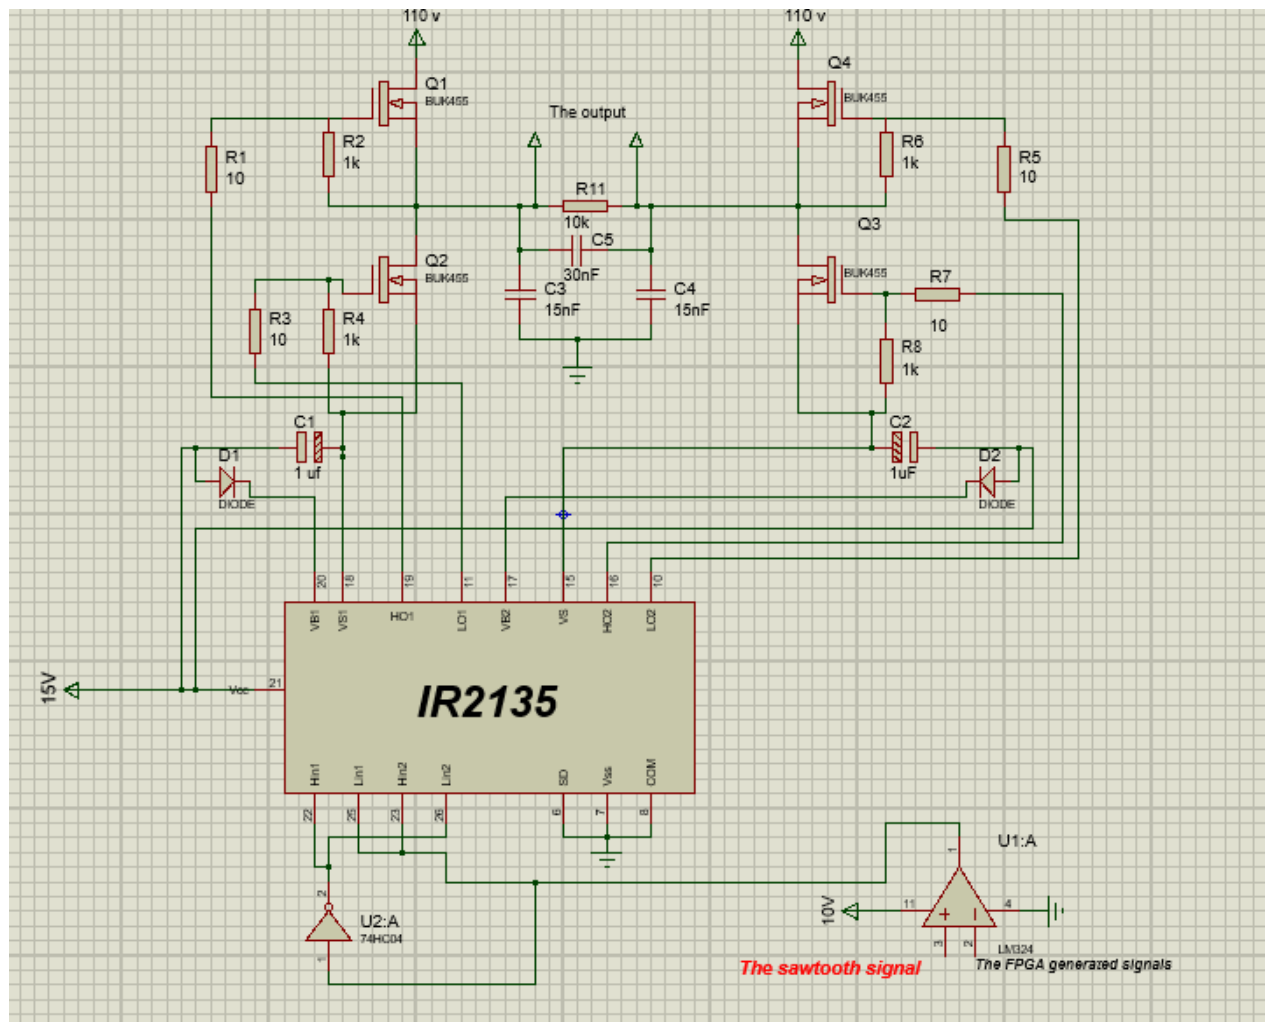 110 v
110 v
Q1
BUK455
Q4
BUK455
The output
R1
10
R2
1k
R6
1k
R5
10
R11
10k
Q3
C5
30nF
Q2
BUK455
BUK455
R7
10
C3
15nF
C4
15nF
R3
10
R4
1k
R8
1k
C1
1 uf
C2
1uF
D1
DIODE
D2
DIODE
20
18
19
11
17
15
16
10
VB1
VS1
HO1
LO1
VB2
VS
HO2
LO2
15V
Vcc
21
IR2135
Hin1
Lin1
Hin2
Lin2
SD
Vss
COM
22
25
23
26
6
7
8
U1:A
1
2
U2:A
74HC04
1
10V
11
4
3
2
LM324
The sawtooth signal
The FPGA generazed signals